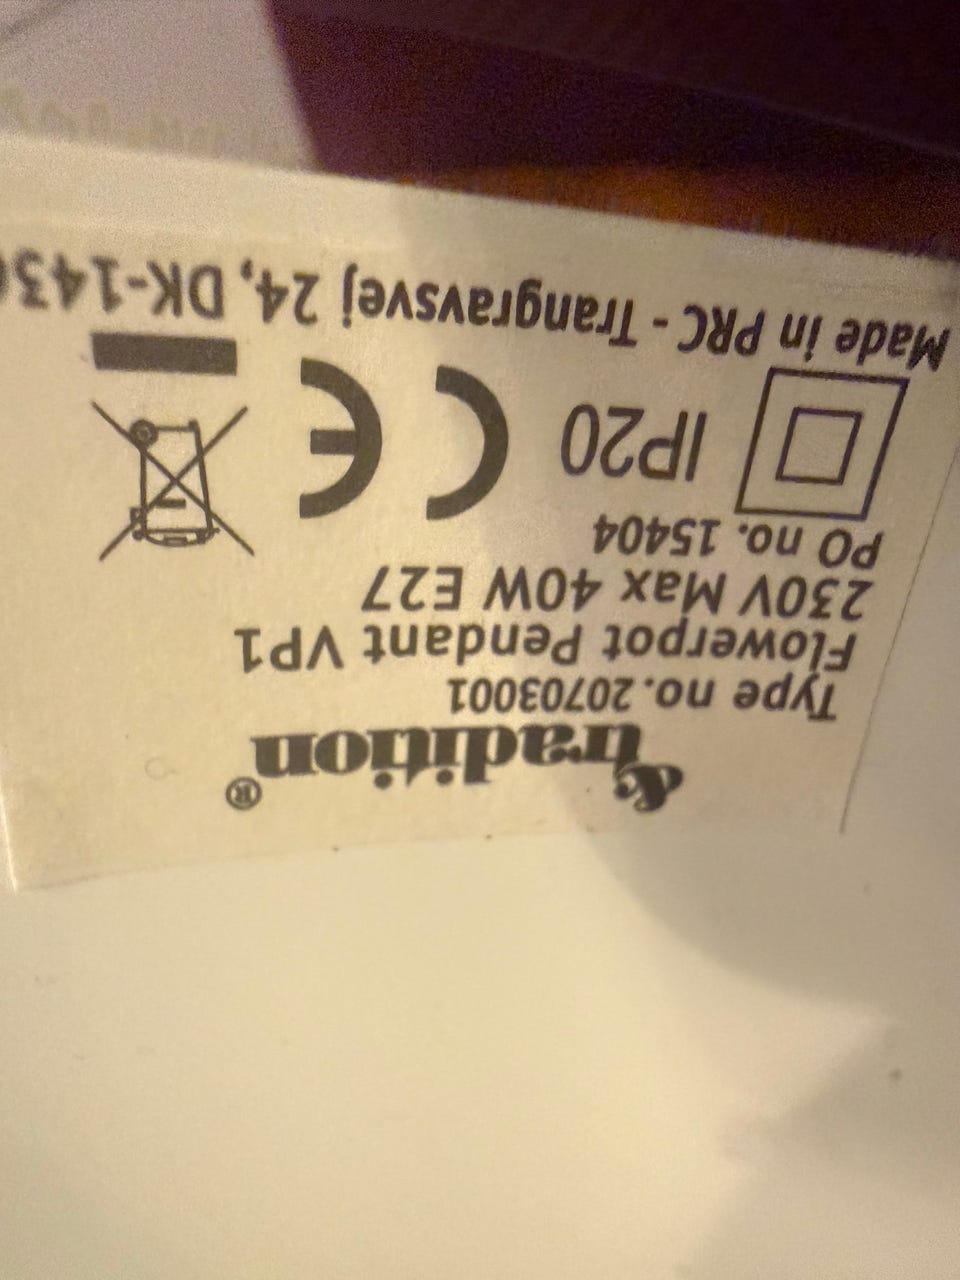 &tradition®
Type no. 20703001
Flowerpot Pendant VP1
230V Max 40W E27
PO no. 15404
IP20 CE
Made in PRC - Trangravsvej 24, DK-143